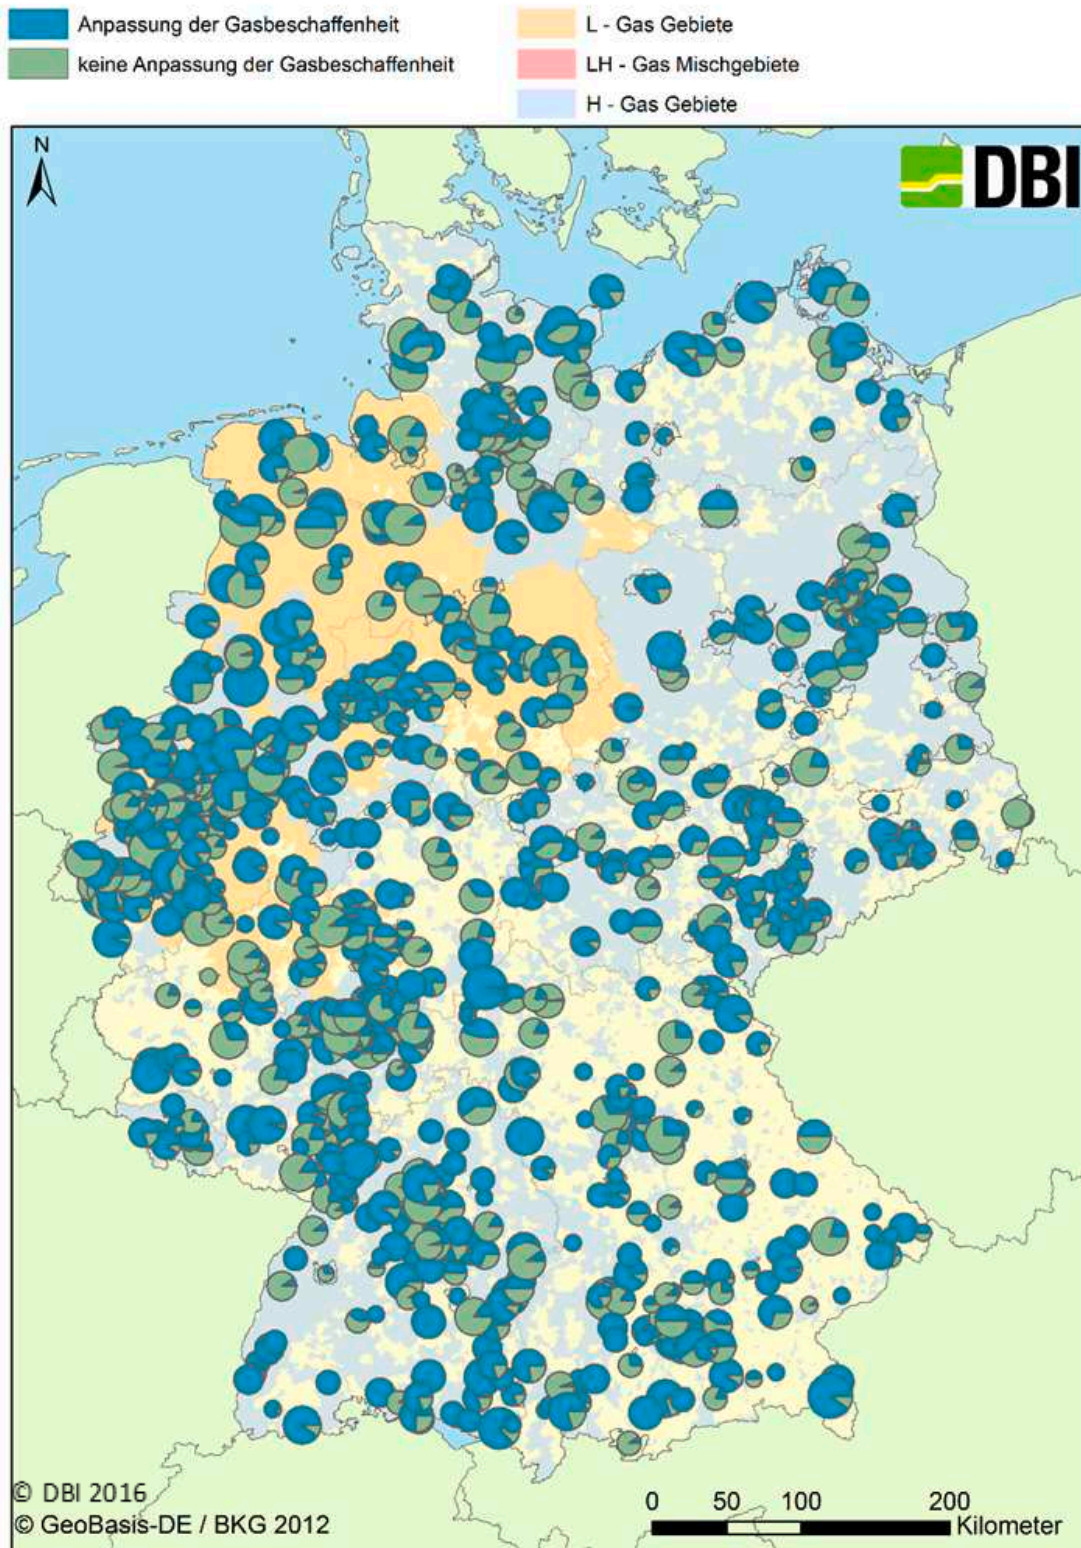 Anpassung der Gasbeschaffenheit
keine Anpassung der Gasbeschaffenheit
L - Gas Gebiete
LH - Gas Mischgebiete
H - Gas Gebiete
N
DBI
© DBI 2016
© GeoBasis-DE / BKG 2012
0 50 100 200
Kilometer